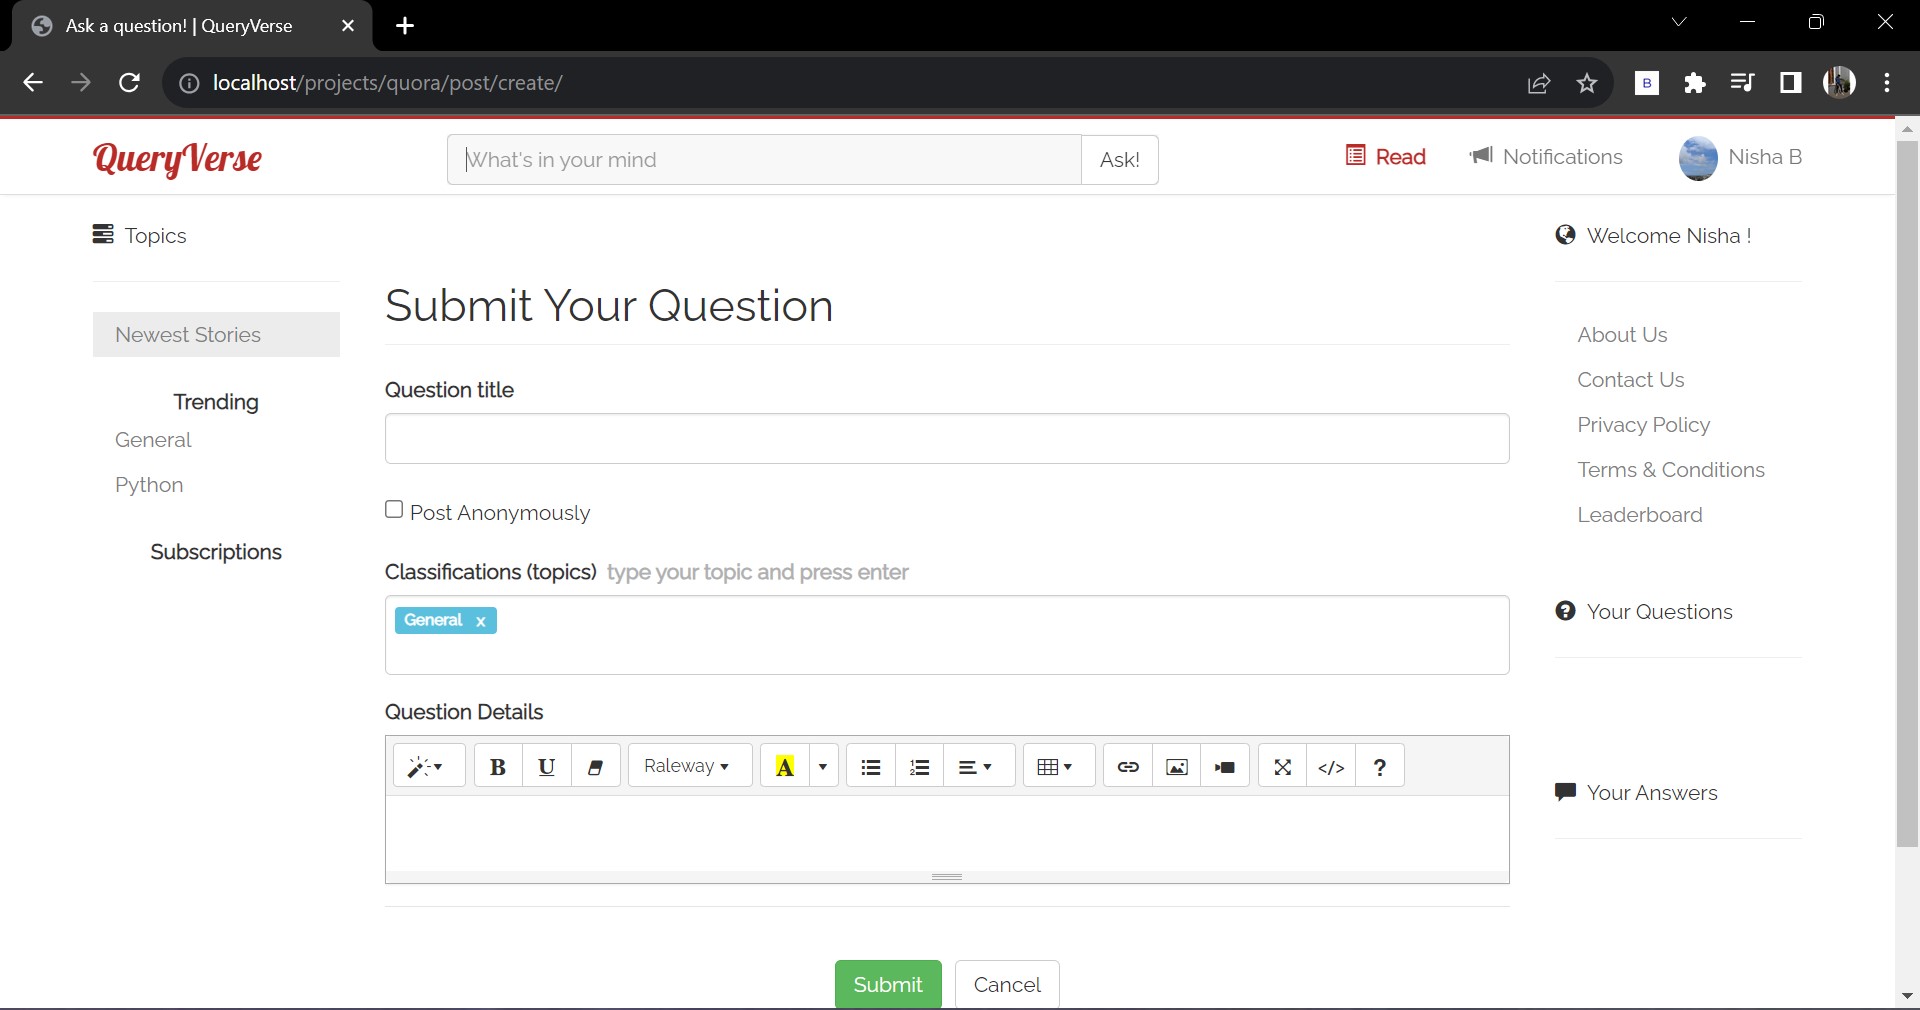 Ask a question! | QueryVerse
localhost/projects/quora/post/create/
B
QueryVerse
What's in your mind
Ask!
Read
Notifications
Nisha B
Topics
Newest Stories
Trending
General
Python
Subscriptions
Submit Your Question
Question title
Post Anonymously
Classifications (topics) type your topic and press enter
General x
Question Details
B U Raleway A </> ?
Submit
Cancel
Welcome Nisha !
About Us
Contact Us
Privacy Policy
Terms & Conditions
Leaderboard
Your Questions
Your Answers